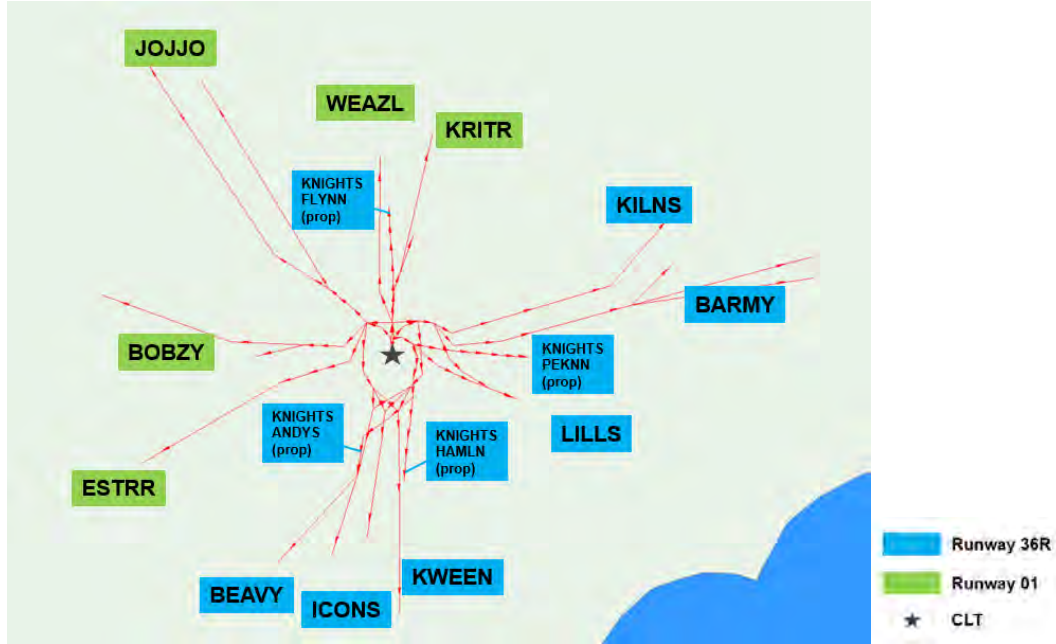 JOJJO
WEAZL
KRITR
KNIGHTS
FLYNN
(prop)
KILNS
BARMY
BOBZY
KNIGHTS
PEKNN
(prop)
KNIGHTS
ANDYS
(prop)
KNIGHTS
HAMLN
(prop)
LILLS
ESTRR
BEAVY
ICONS
KWEEN
Runway 36R
Runway 01
CLT